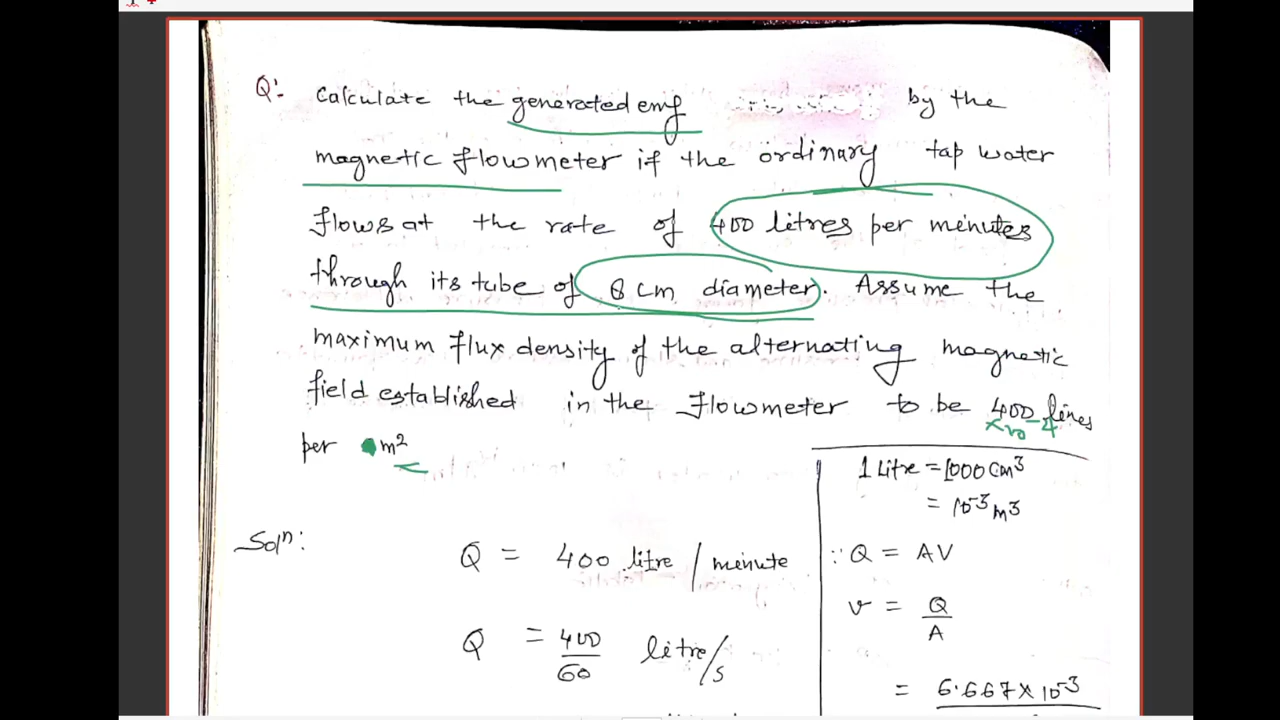 Q:- Calculate the generated emf by the
magnetic flowmeter if the ordinary tap water
flows at the rate of 400 litres per minutes
through its tube of 8 cm diameter. Assume the
maximum flux density of the alternating magnetic
field established in the flowmeter to be 400 lines
×10⁻⁴
per m²
Solⁿ:
Q = 400 litre / minute
Q = 400/60 litre/s
1 Litre = 1000 cm³
= 10⁻³ m³
∵ Q = AV
v = Q/A
= 6.667 × 10⁻³